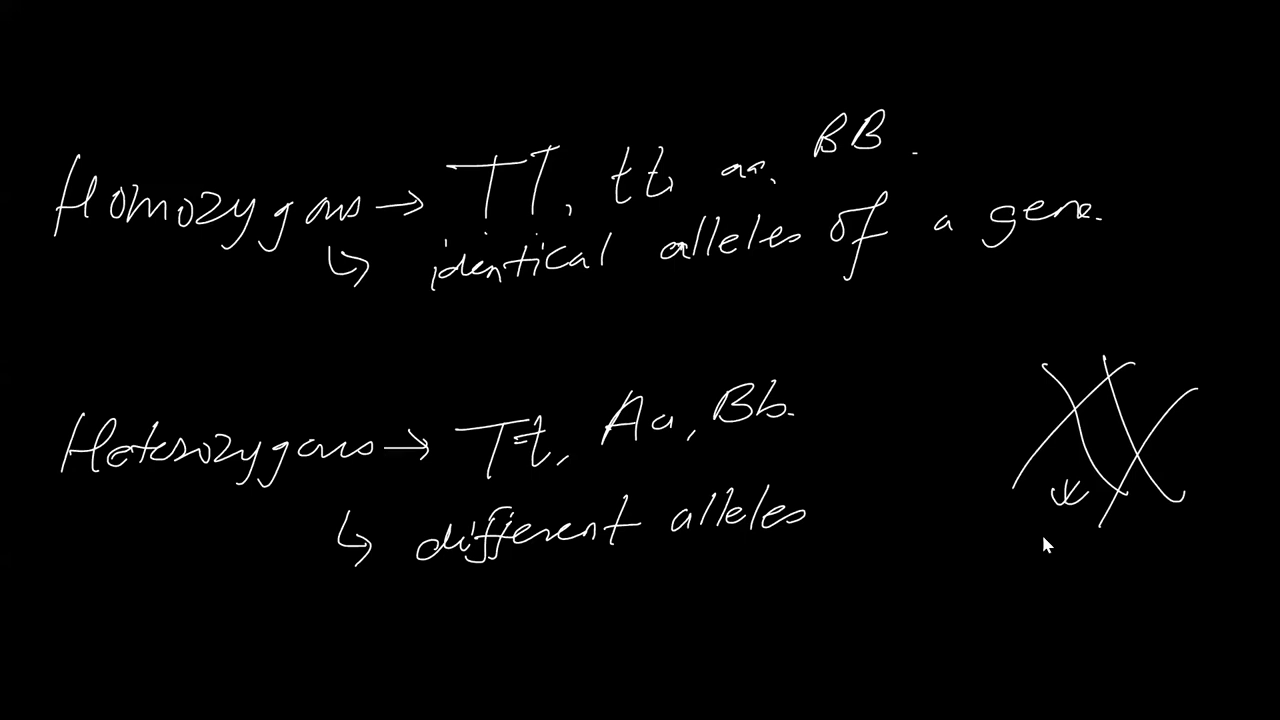 Homozygous → TT, tt, aa, BB.
↳ identical alleles of a gene.
Heterozygous → Tt, Aa, Bb.
↳ different alleles